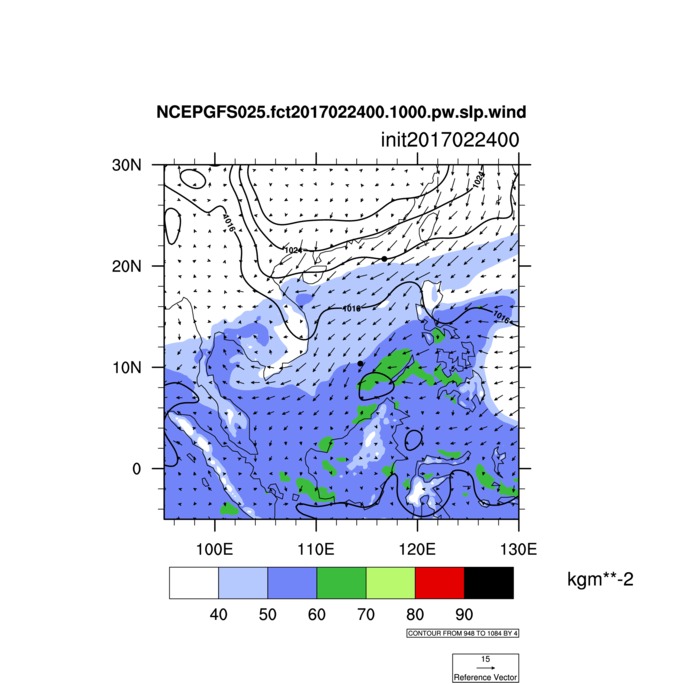 NCEPGFS025.fct2017022400.1000.pw.slp.wind
init2017022400
30N
20N
10N
0
1024
1016
1024
1016
1016
100E
110E
120E
130E
kgm**-2
40
50
60
70
80
90
CONTOUR FROM 948 TO 1084 BY 4
15
Reference Vector